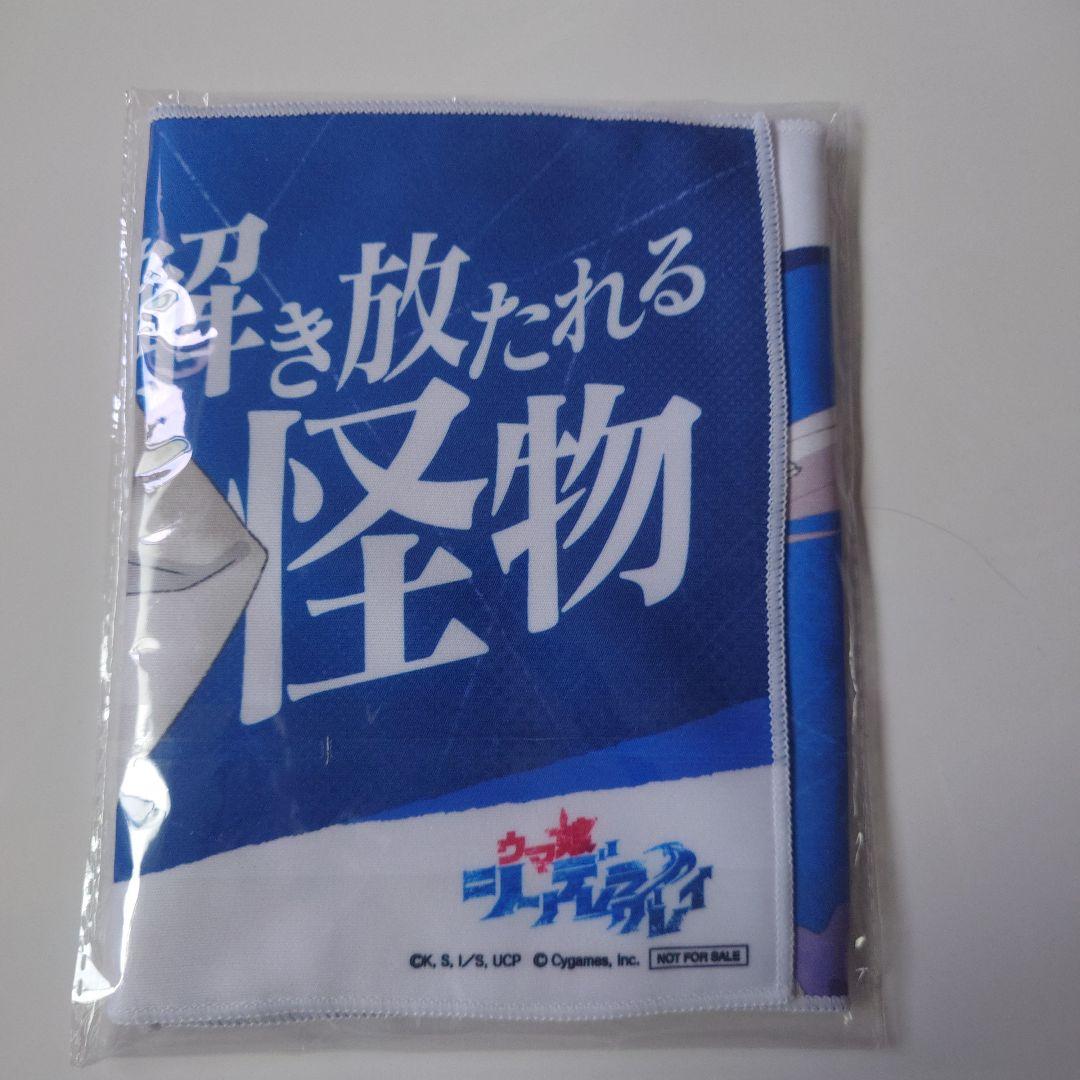 解き放たれる
怪物
ウマ娘
シンデレラグレイ
©K, S, I/S, UCP © Cygames, Inc. NOT FOR SALE